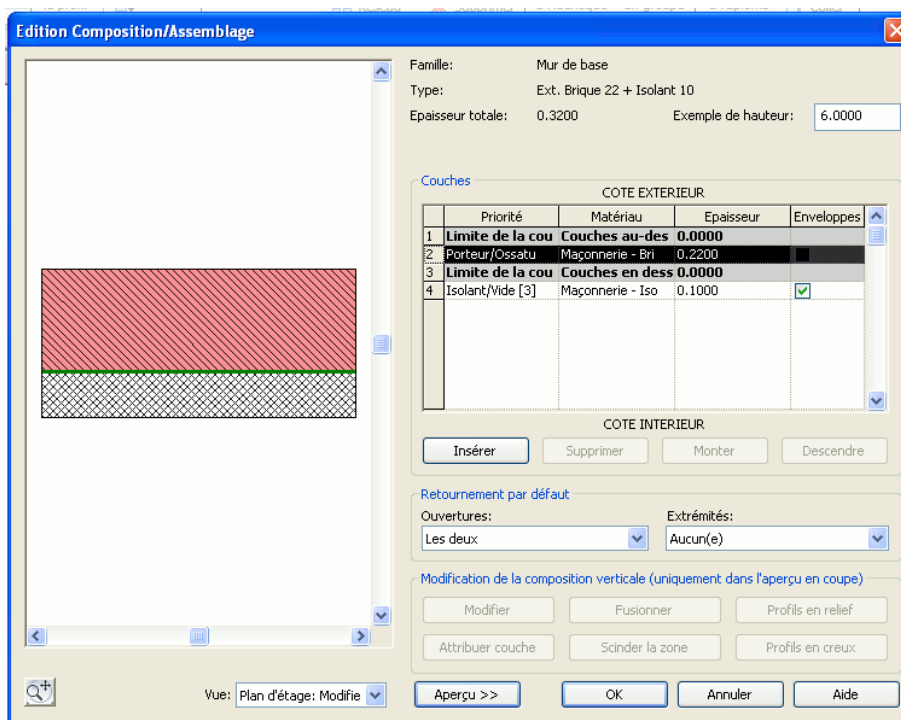 Edition Composition/Assemblage
Famille: Mur de base
Type: Ext. Brique 22 + Isolant 10
Epaisseur totale: 0.3200 Exemple de hauteur: 6.0000
Couches
COTE EXTERIEUR
Priorité Matériau Epaisseur Enveloppes
1 Limite de la cou Couches au-des 0.0000
2 Porteur/Ossatu Maçonnerie - Bri 0.2200
3 Limite de la cou Couches en dess 0.0000
4 Isolant/Vide [3] Maçonnerie - Iso 0.1000
COTE INTERIEUR
Insérer Supprimer Monter Descendre
Retournement par défaut
Ouvertures: Extrémités:
Les deux Aucun(e)
Modification de la composition verticale (uniquement dans l'aperçu en coupe)
Modifier Fusionner Profils en relief
Attribuer couche Scinder la zone Profils en creux
Vue: Plan d'étage: Modifie Aperçu >> OK Annuler Aide